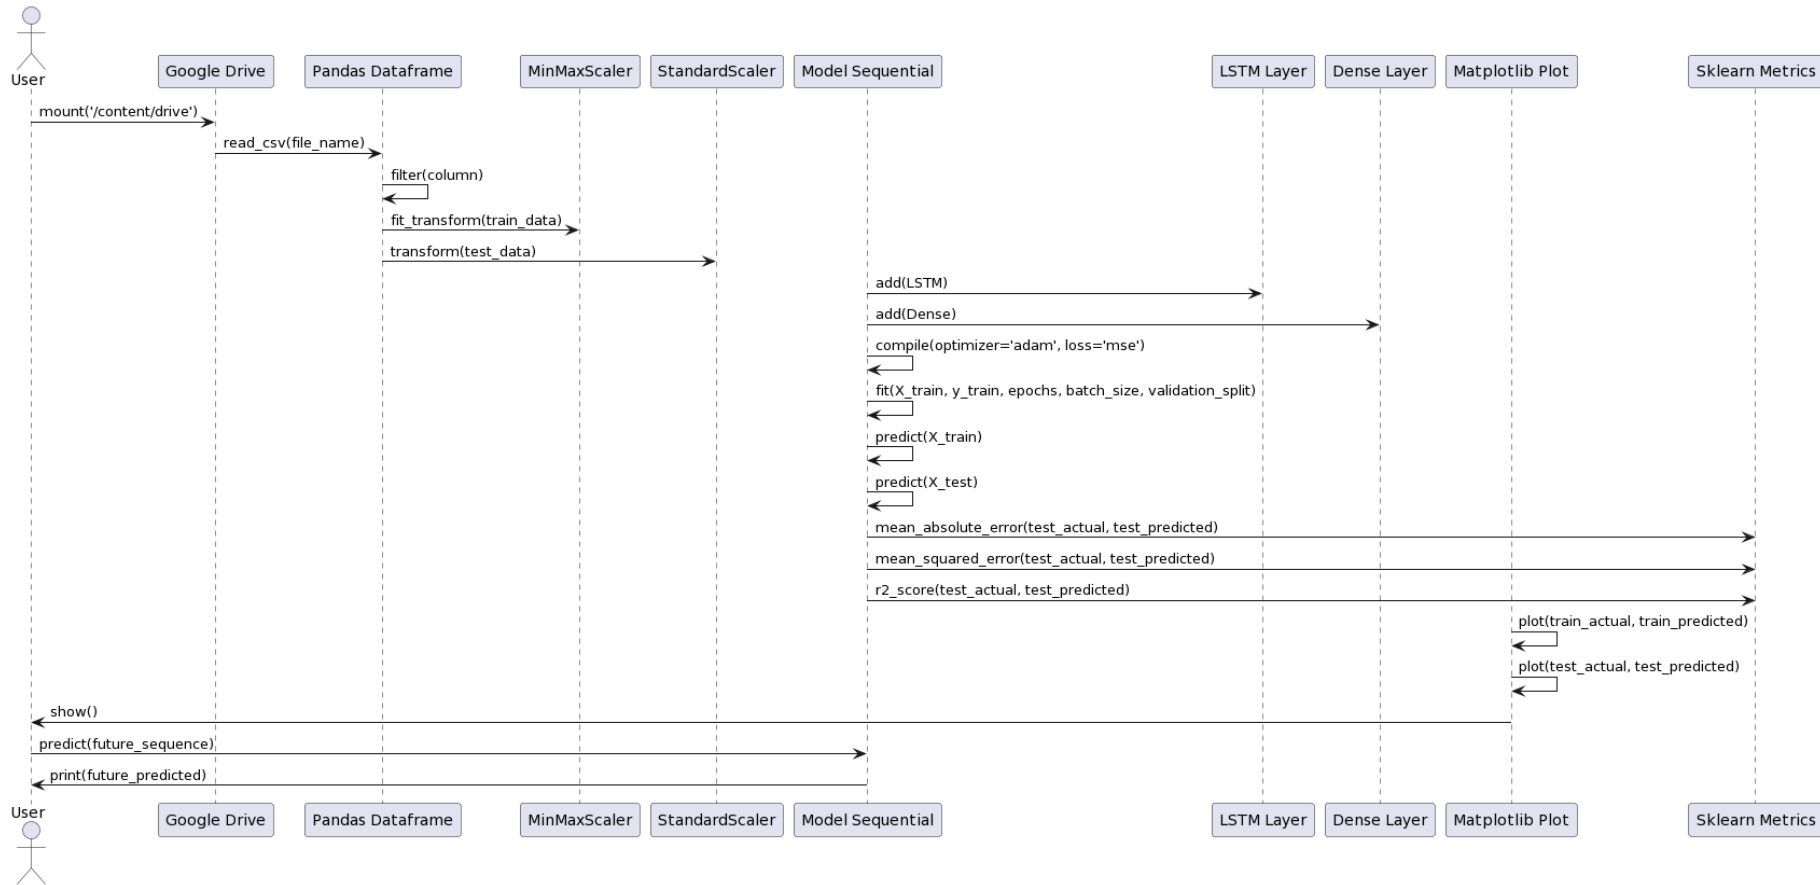 User
Google Drive
Pandas Dataframe
MinMaxScaler
StandardScaler
Model Sequential
LSTM Layer
Dense Layer
Matplotlib Plot
Sklearn Metrics
mount('/content/drive')
read_csv(file_name)
filter(column)
fit_transform(train_data)
transform(test_data)
add(LSTM)
add(Dense)
compile(optimizer='adam', loss='mse')
fit(X_train, y_train, epochs, batch_size, validation_split)
predict(X_train)
predict(X_test)
mean_absolute_error(test_actual, test_predicted)
mean_squared_error(test_actual, test_predicted)
r2_score(test_actual, test_predicted)
plot(train_actual, train_predicted)
plot(test_actual, test_predicted)
show()
predict(future_sequence)
print(future_predicted)
User
Google Drive
Pandas Dataframe
MinMaxScaler
StandardScaler
Model Sequential
LSTM Layer
Dense Layer
Matplotlib Plot
Sklearn Metrics